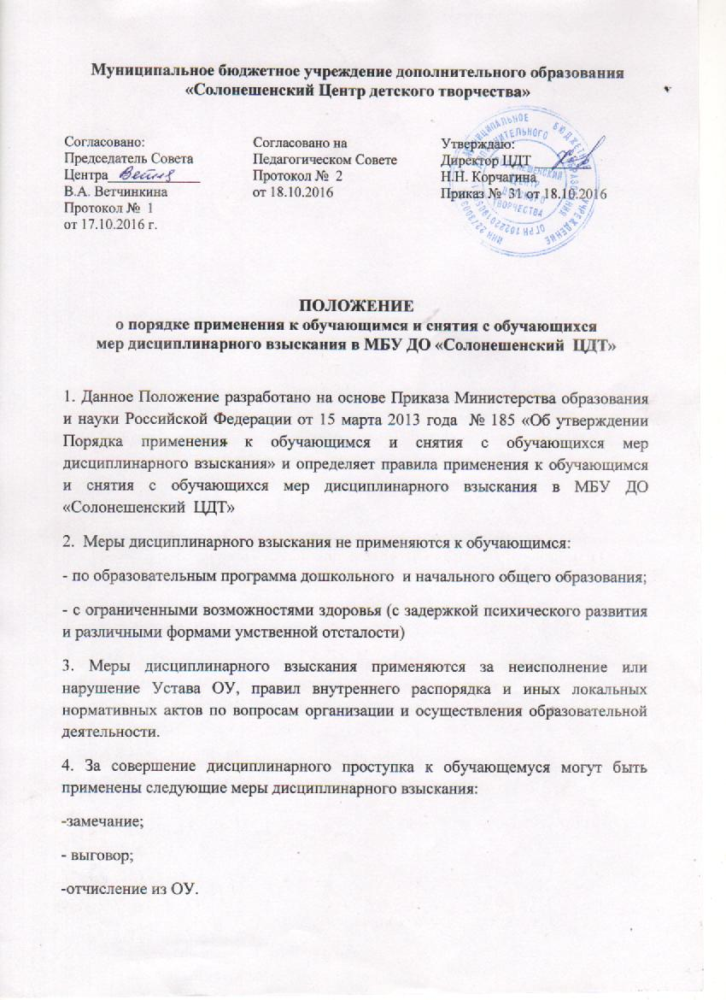 Муниципальное бюджетное учреждение дополнительного образования
«Солонешенский Центр детского творчества»
Согласовано:
Председатель Совета
Центра
В.А. Ветчинкина
Протокол № 1
от 17.10.2016 г.
Согласовано на
Педагогическом Совете
Протокол № 2
от 18.10.2016
Утверждаю:
Директор ЦДТ
Н.Н. Корчагина
Приказ № 31 от 18.10.2016
ПОЛОЖЕНИЕ
о порядке применения к обучающимся и снятия с обучающихся
мер дисциплинарного взыскания в МБУ ДО «Солонешенский ЦДТ»
1. Данное Положение разработано на основе Приказа Министерства образования
и науки Российской Федерации от 15 марта 2013 года № 185 «Об утверждении
Порядка применения к обучающимся и снятия с обучающихся мер
дисциплинарного взыскания» и определяет правила применения к обучающимся
и снятия с обучающихся мер дисциплинарного взыскания в МБУ ДО
«Солонешенский ЦДТ»
2. Меры дисциплинарного взыскания не применяются к обучающимся:
- по образовательным программа дошкольного и начального общего образования;
- с ограниченными возможностями здоровья (с задержкой психического развития
и различными формами умственной отсталости)
3. Меры дисциплинарного взыскания применяются за неисполнение или
нарушение Устава ОУ, правил внутреннего распорядка и иных локальных
нормативных актов по вопросам организации и осуществления образовательной
деятельности.
4. За совершение дисциплинарного проступка к обучающемуся могут быть
применены следующие меры дисциплинарного взыскания:
-замечание;
- выговор;
-отчисление из ОУ.